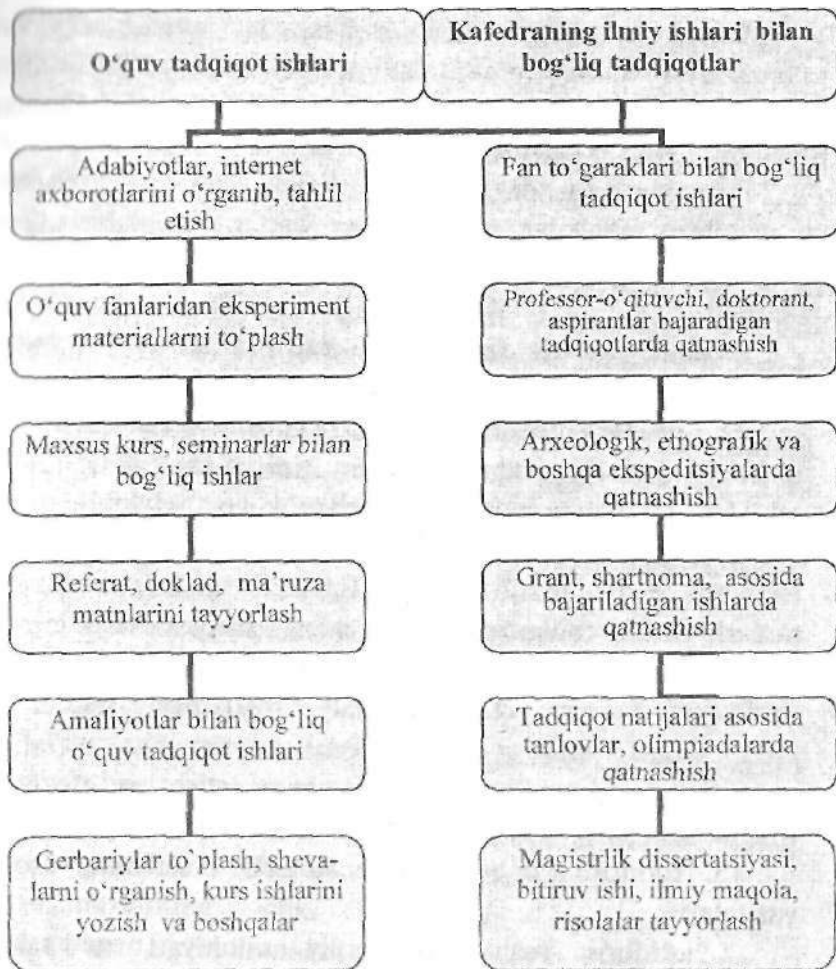 O‘quv tadqiqot ishlari
Kafedraning ilmiy ishlari bilan
bog‘liq tadqiqotlar
Adabiyotlar, internet
axborotlarini o‘rganib, tahlil
etish
O‘quv fanlaridan eksperiment
materiallarni to‘plash
Maxsus kurs, seminarlar bilan
bog‘liq ishlar
Referat, doklad, ma’ruza
matnlarini tayyorlash
Amaliyotlar bilan bog‘liq
o‘quv tadqiqot ishlari
Gerbariylar to`plash, sheva-
larni o‘rganish, kurs ishlarini
yozish va boshqalar
Fan to‘garaklari bilan bog‘liq
tadqiqot ishlari
Professor-o‘qituvchi, doktorant,
aspirantlar bajaradigan
tadqiqotlarda qatnashish
Arxeologik, etnografik va
boshqa ekspeditsiyalarda
qatnashish
Grant, shartnoma, asosida
bajariladigan ishlarda
qatnashish
Tadqiqot natijalari asosida
tanlovlar, olimpiadalarda
qatnashish
Magistrlik dissertatsiyasi,
bitiruv ishi, ilmiy maqola,
risolalar tayyorlash